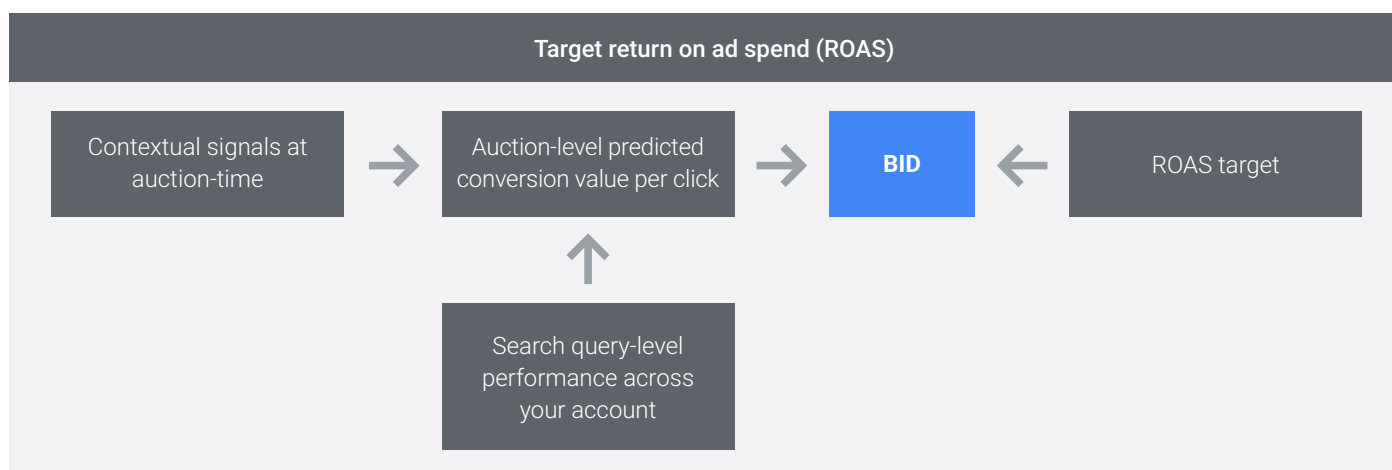 Target return on ad spend (ROAS)
Contextual signals at
auction-time
Auction-level predicted
conversion value per click
BID
ROAS target
Search query-level
performance across
your account